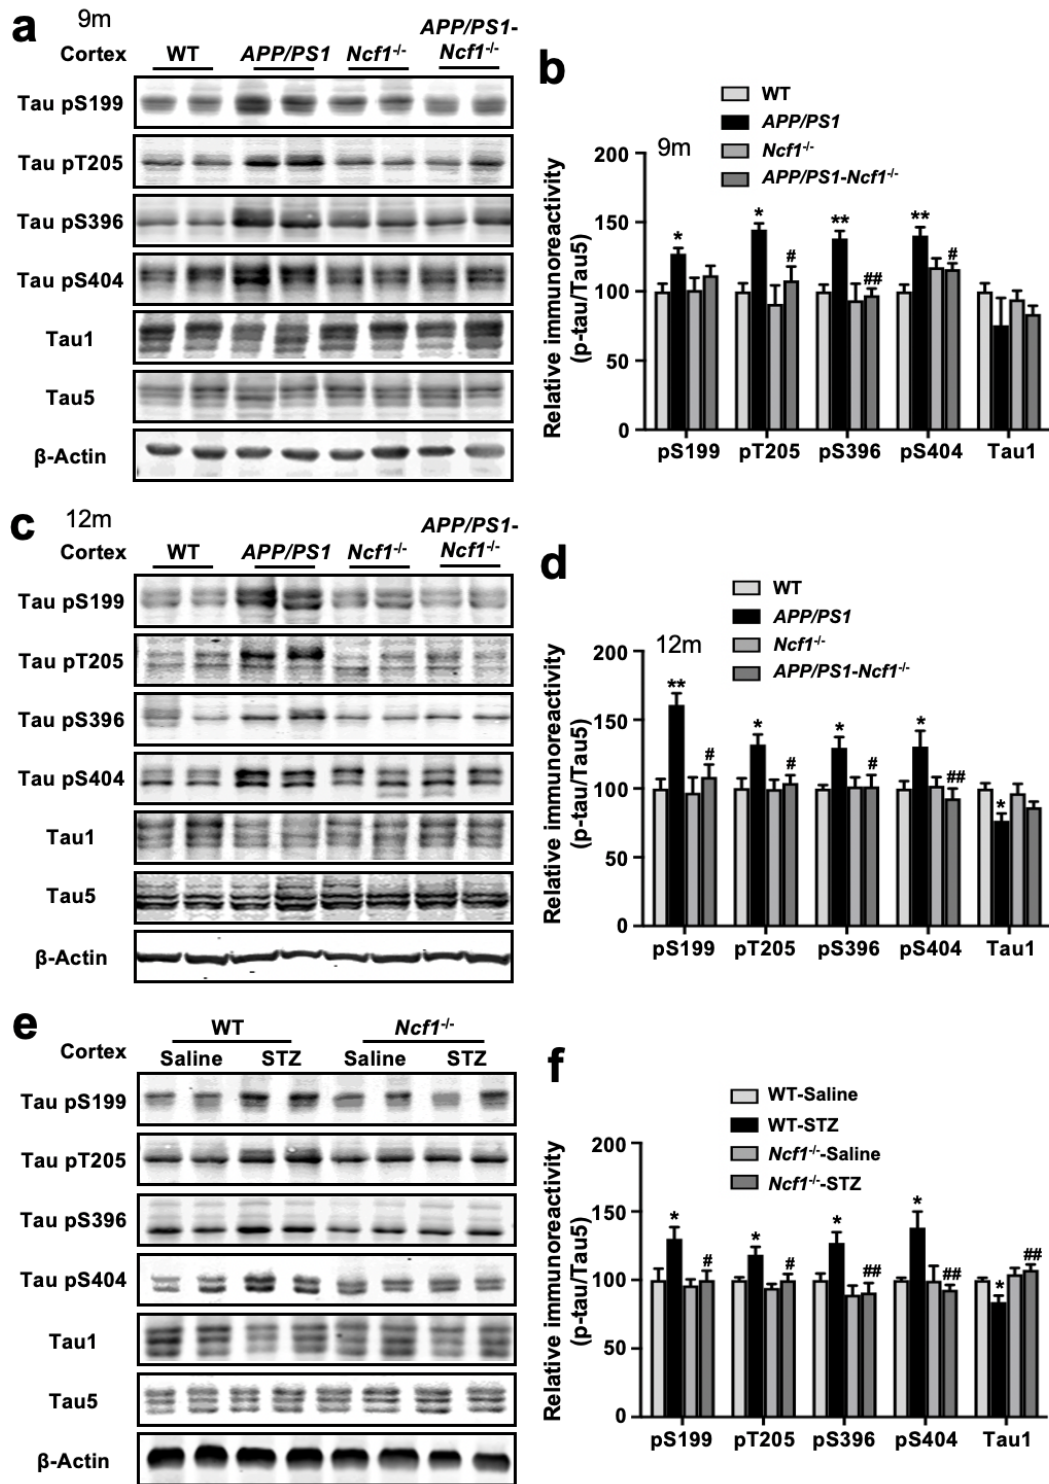 a 9m
Cortex WT APP/PS1 Ncf1-/- APP/PS1-
Ncf1-/-
Tau pS199
Tau pT205
Tau pS396
Tau pS404
Tau1
Tau5
β-Actin
b
WT
APP/PS1
Ncf1-/-
APP/PS1-Ncf1-/-
9m
Relative immunoreactivity
(p-tau/Tau5)
200
150
100
50
0
* * ** **
# ## #
pS199 pT205 pS396 pS404 Tau1
c 12m
Cortex WT APP/PS1 Ncf1-/- APP/PS1-
Ncf1-/-
Tau pS199
Tau pT205
Tau pS396
Tau pS404
Tau1
Tau5
β-Actin
d
WT
APP/PS1
Ncf1-/-
APP/PS1-Ncf1-/-
12m
Relative immunoreactivity
(p-tau/Tau5)
200
150
100
50
0
** * * * *
# # # ##
pS199 pT205 pS396 pS404 Tau1
e
WT Ncf1-/-
Cortex Saline STZ Saline STZ
Tau pS199
Tau pT205
Tau pS396
Tau pS404
Tau1
Tau5
β-Actin
f
WT-Saline
WT-STZ
Ncf1-/--Saline
Ncf1-/--STZ
Relative immunoreactivity
(p-tau/Tau5)
200
150
100
50
0
* * * * *
# # ## ## ##
pS199 pT205 pS396 pS404 Tau1